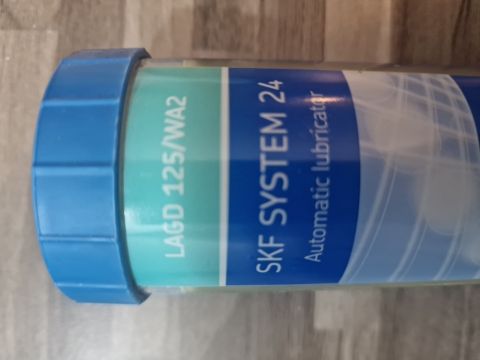 LAGD 125/WA2
SKF SYSTEM 24
Automatic lubricator